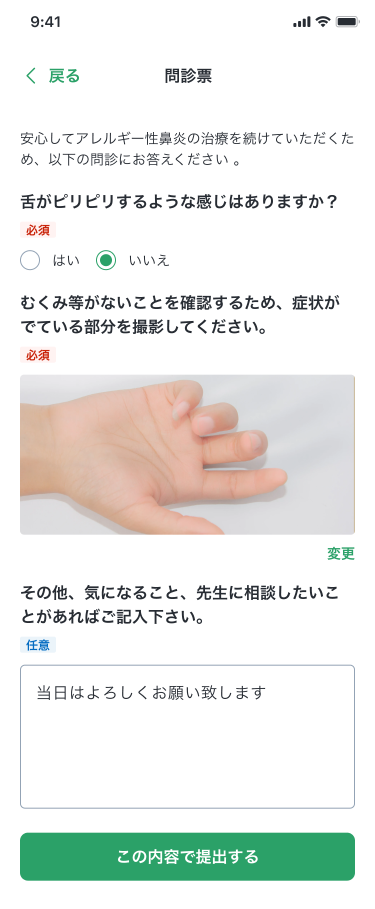 9:41
戻る
問診票
安心してアレルギー性鼻炎の治療を続けていただくた
め、以下の問診にお答えください 。
舌がピリピリするような感じはありますか？
必須
はい いいえ
むくみ等がないことを確認するため、症状が
でている部分を撮影してください。
必須
変更
その他、気になること、先生に相談したいこ
とがあればご記入下さい。
任意
当日はよろしくお願い致します
この内容で提出する